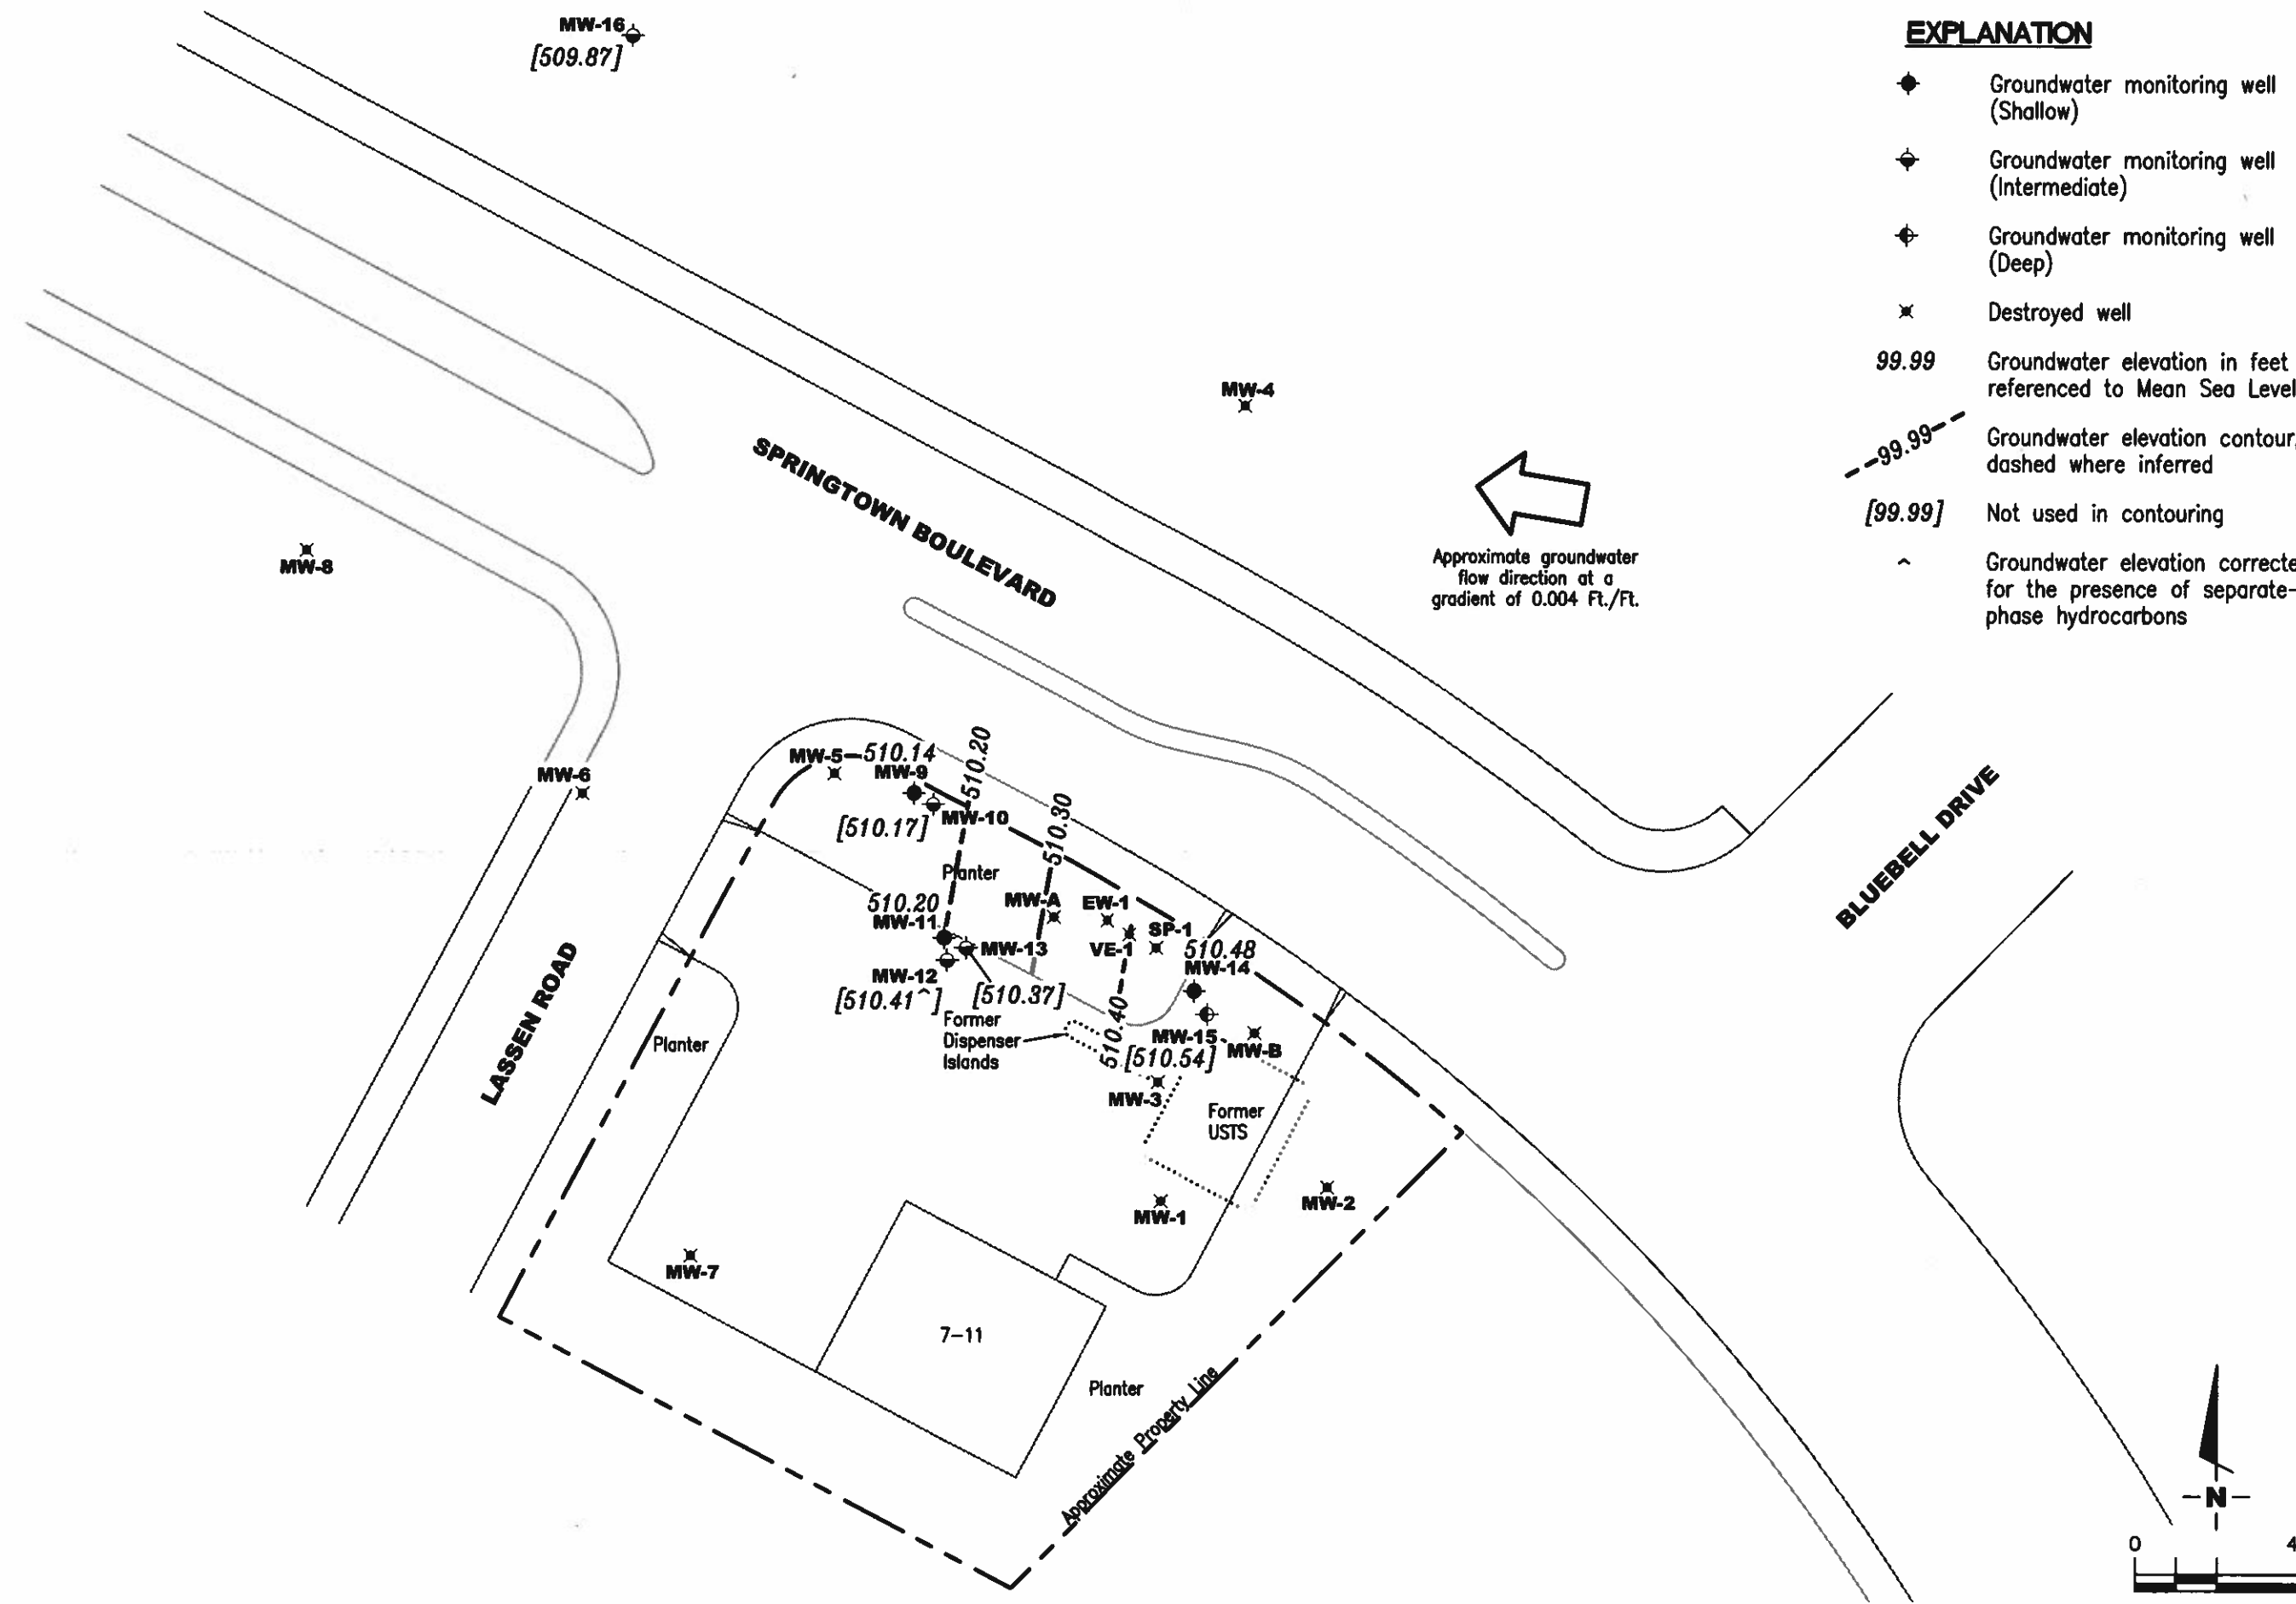 MW-16
[509.87]
EXPLANATION
Groundwater monitoring well
(Shallow)
Groundwater monitoring well
(Intermediate)
Groundwater monitoring well
(Deep)
Destroyed well
99.99
Groundwater elevation in feet
referenced to Mean Sea Level
99.99
Groundwater elevation contour,
dashed where inferred
[99.99]
Not used in contouring
^
Groundwater elevation correcte
for the presence of separate-
phase hydrocarbons
MW-4
SPRINGTOWN BOULEVARD
Approximate groundwater
flow direction at a
gradient of 0.004 Ft./Ft.
MW-8
MW-6
MW-5
510.14
MW-9
510.20
[510.17]
MW-10
510.30
BLUEBELL DRIVE
Planter
510.20
MW-11
MW-A
EW-1
SP-1
VE-1
510.48
MW-14
MW-13
MW-12
[510.41^]
[510.37]
LASSEN ROAD
Former
Dispenser
Islands
510.40
MW-15
[510.54]
MW-B
Planter
MW-3
Former
USTS
MW-1
MW-2
MW-7
7-11
Planter
Approximate Property Line
-N-
0
4